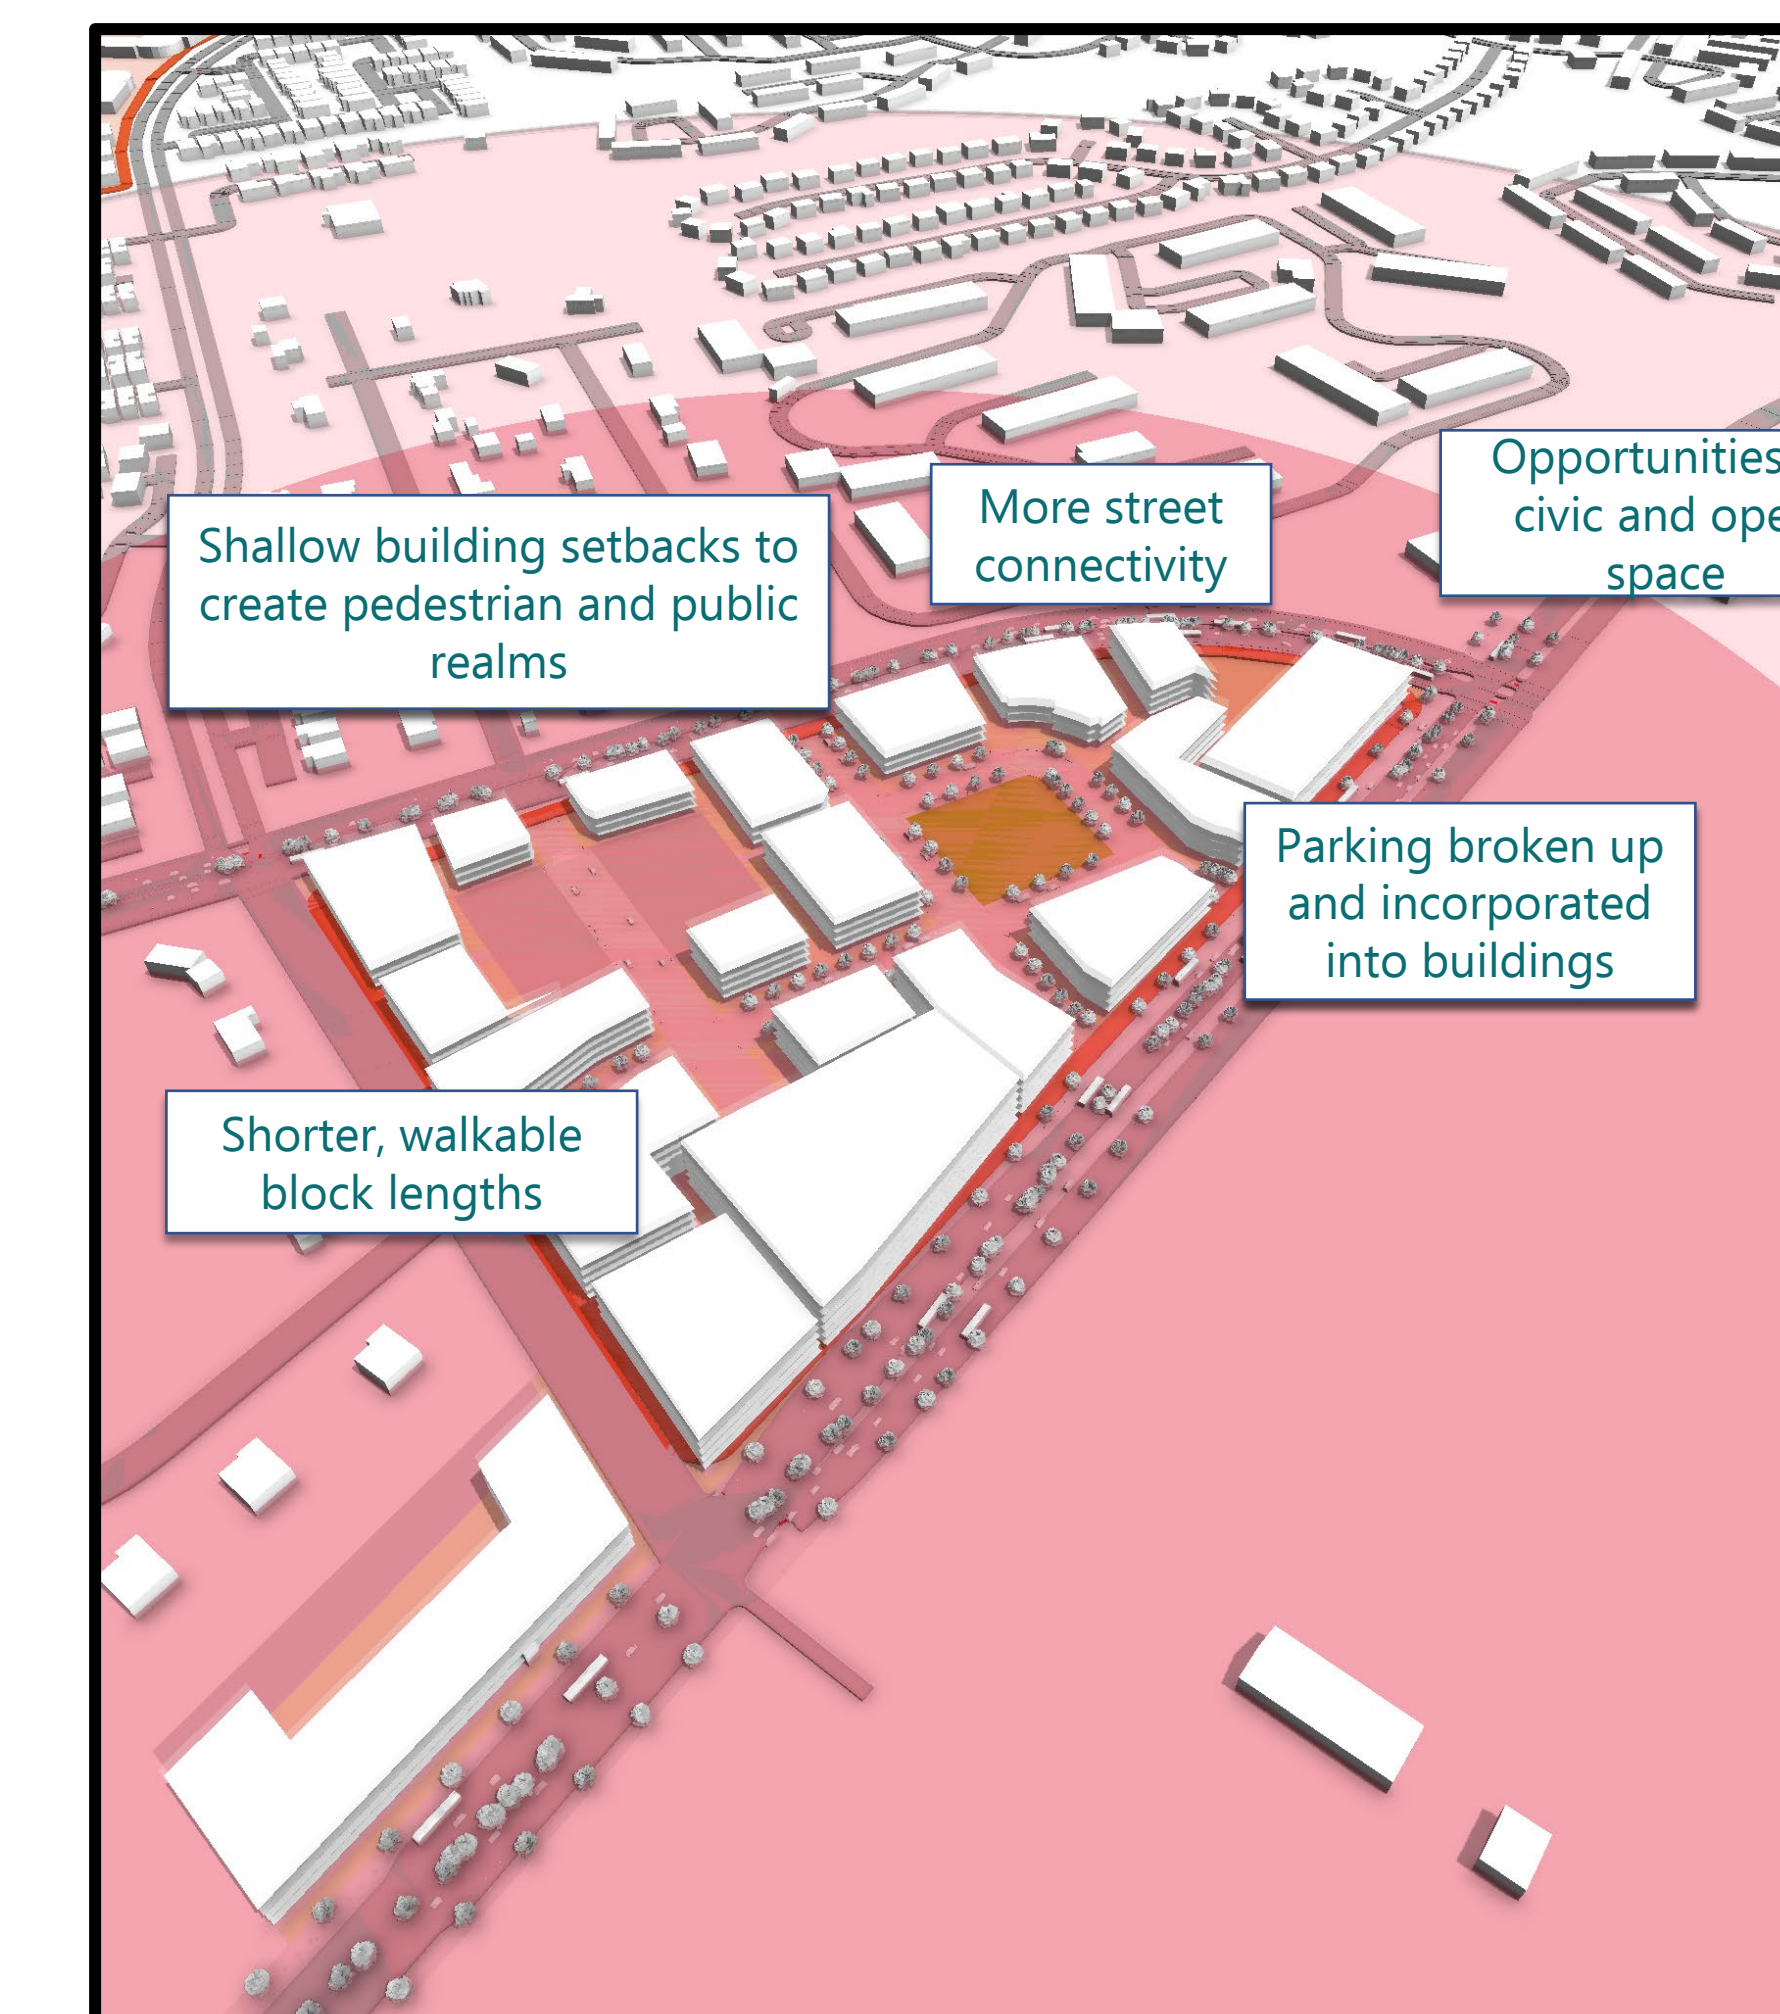 Shallow building setbacks to
create pedestrian and public
realms
More street
connectivity
Opportunities
civic and
space
Parking broken up
and incorporated
into buildings
Shorter, walkable
block lengths